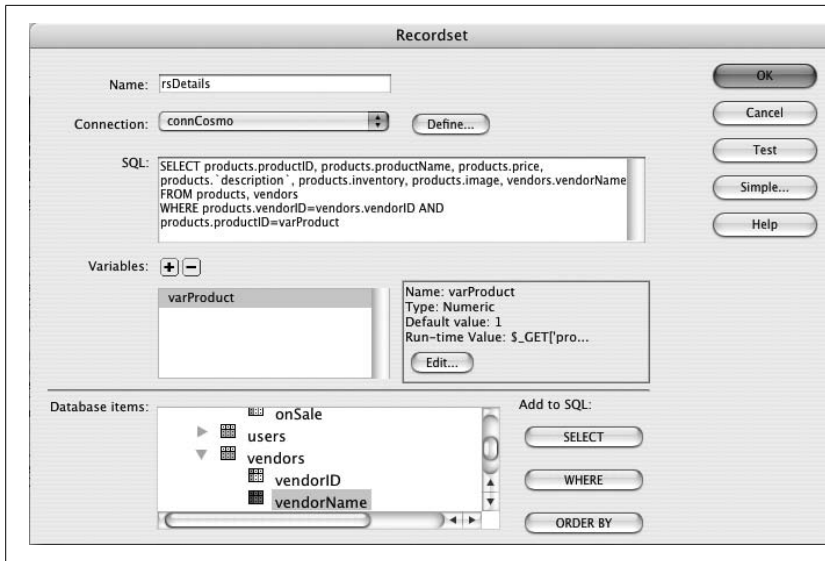 Recordset
Name: rsDetails
OK
Connection: connCosmo Define...
Cancel
SQL: SELECT products.productID, products.productName, products.price,
products.`description`, products.inventory, products.image, vendors.vendorName
FROM products, vendors
WHERE products.vendorID=vendors.vendorID AND
products.productID=varProduct
Test
Simple...
Help
Variables: + −
varProduct
Name: varProduct
Type: Numeric
Default value: 1
Run-time Value: $_GET['pro...
Edit...
Database items:
onSale
users
vendors
vendorID
vendorName
Add to SQL:
SELECT
WHERE
ORDER BY